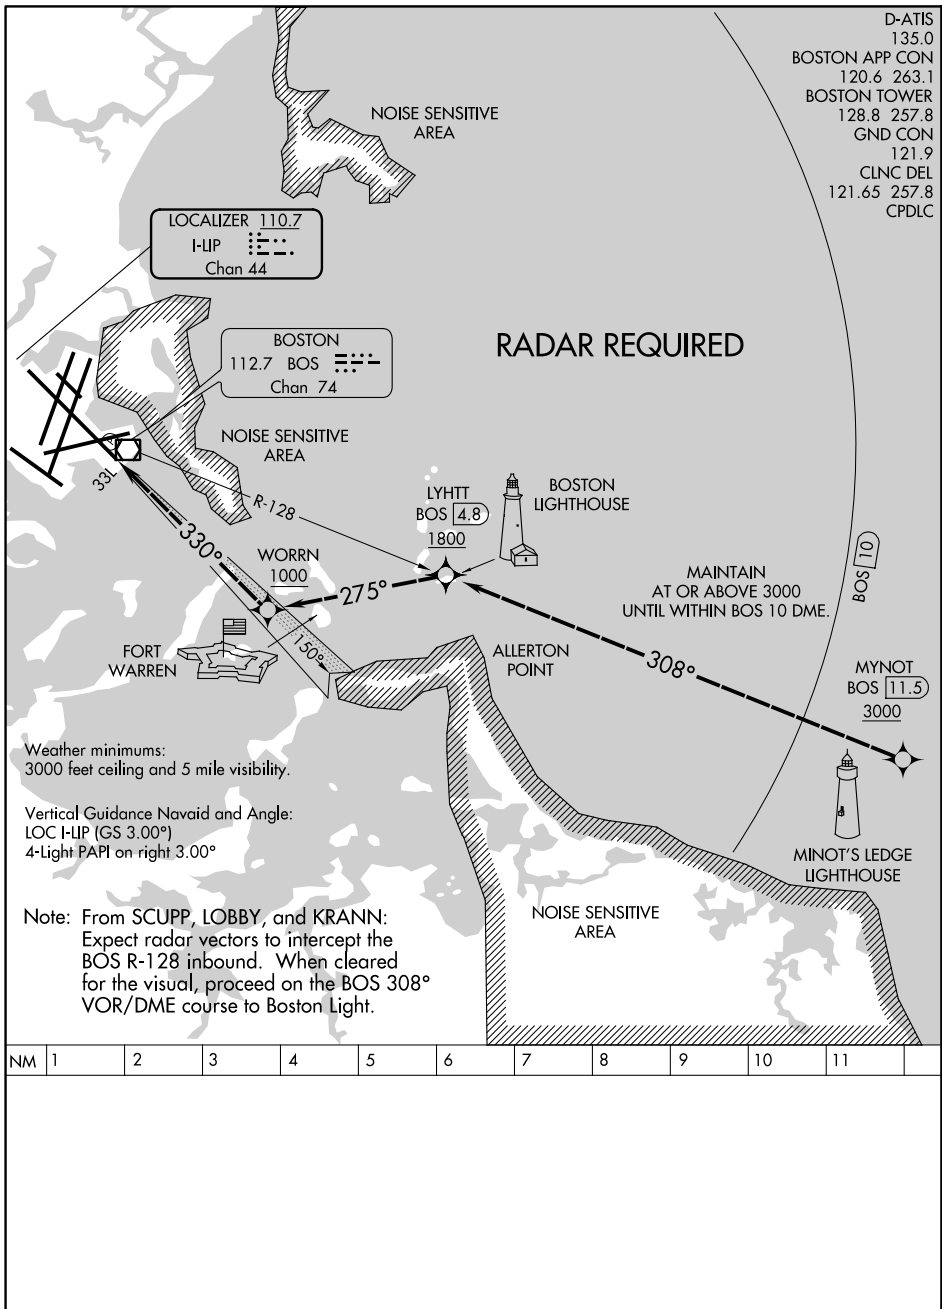 D-ATIS
135.0
BOSTON APP CON
120.6 263.1
BOSTON TOWER
128.8 257.8
GND CON
121.9
CLNC DEL
121.65 257.8
CPDLC
NOISE SENSITIVE
AREA
LOCALIZER 110.7
I-LIP
Chan 44
RADAR REQUIRED
BOSTON
112.7 BOS
Chan 74
NOISE SENSITIVE
AREA
33L
R-128
LYHTT
BOS 4.8
1800
BOSTON
LIGHTHOUSE
330°
WORRN
1000
275°
MAINTAIN
AT OR ABOVE 3000
UNTIL WITHIN BOS 10 DME.
BOS 10
FORT
WARREN
150°
ALLERTON
POINT
308°
MYNOT
BOS 11.5
3000
Weather minimums:
3000 feet ceiling and 5 mile visibility.
Vertical Guidance Navaid and Angle:
LOC I-LIP (GS 3.00°)
4-Light PAPI on right 3.00°
MINOT'S LEDGE
LIGHTHOUSE
Note: From SCUPP, LOBBY, and KRANN:
Expect radar vectors to intercept the
BOS R-128 inbound. When cleared
for the visual, proceed on the BOS 308°
VOR/DME course to Boston Light.
NOISE SENSITIVE
AREA
NM 1 2 3 4 5 6 7 8 9 10 11